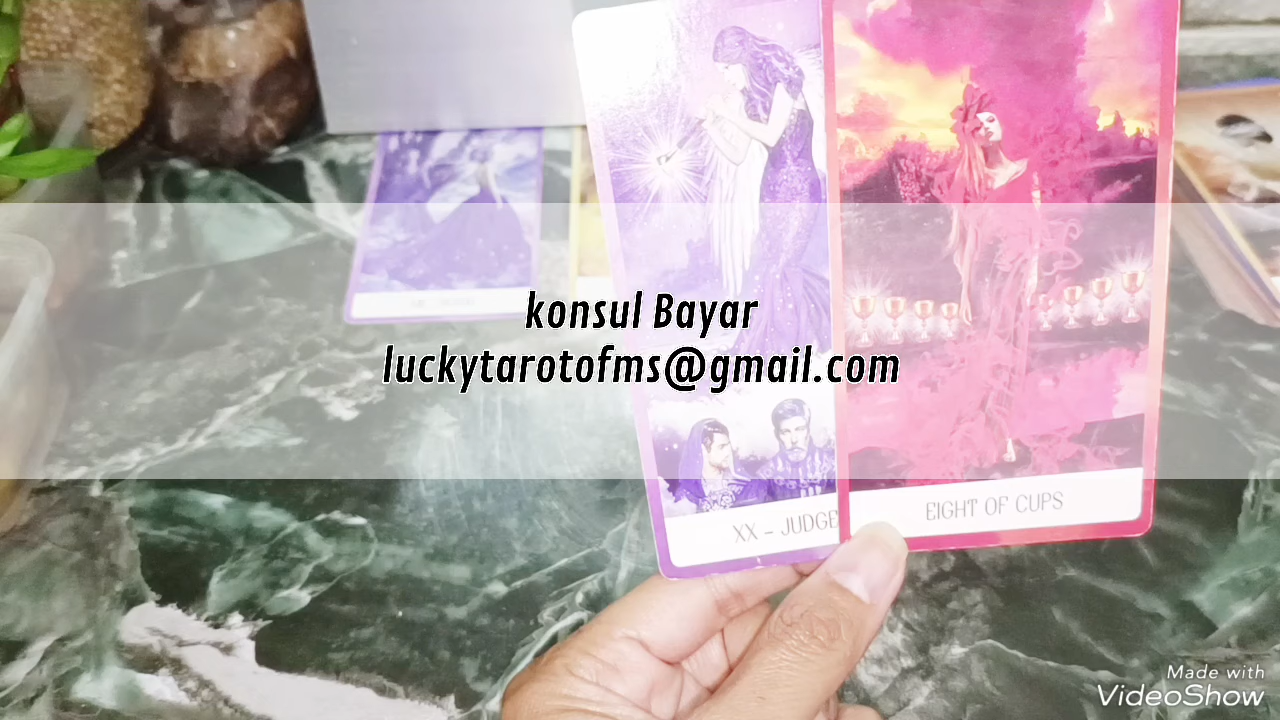 konsul Bayar
luckytarotofms@gmail.com
XX - JUDGE
EIGHT OF CUPS
Made with
VideoShow